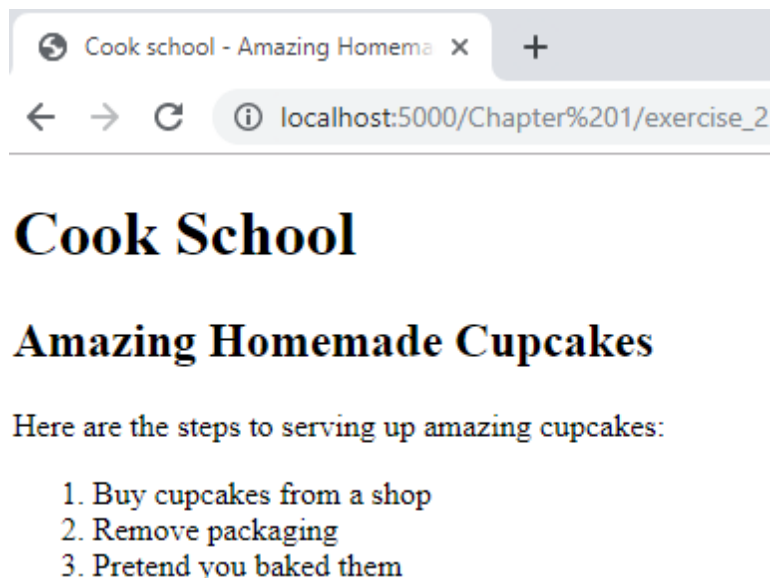 Cook school - Amazing Homema
localhost:5000/Chapter%201/exercise_2
Cook School
Amazing Homemade Cupcakes
Here are the steps to serving up amazing cupcakes:
1. Buy cupcakes from a shop
2. Remove packaging
3. Pretend you baked them